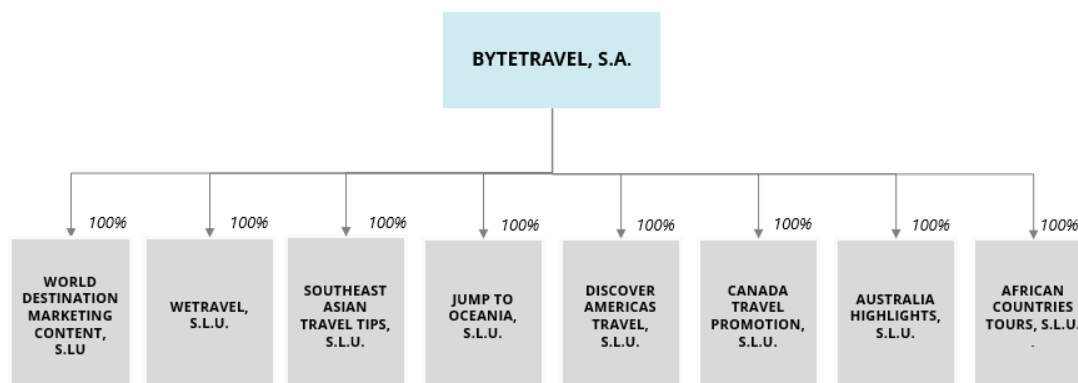 BYTETRAVEL, S.A.
100%
100%
100%
100%
100%
100%
100%
100%
WORLD
DESTINATION
MARKETING
CONTENT,
S.LU
WETRAVEL,
S.L.U.
SOUTHEAST
ASIAN
TRAVEL TIPS,
S.L.U.
JUMP TO
OCEANIA,
S.L.U.
DISCOVER
AMERICAS
TRAVEL,
S.L.U.
CANADA
TRAVEL
PROMOTION,
S.L.U.
AUSTRALIA
HIGHLIGHTS,
S.L.U.
AFRICAN
COUNTRIES
TOURS, S.L.U.
.